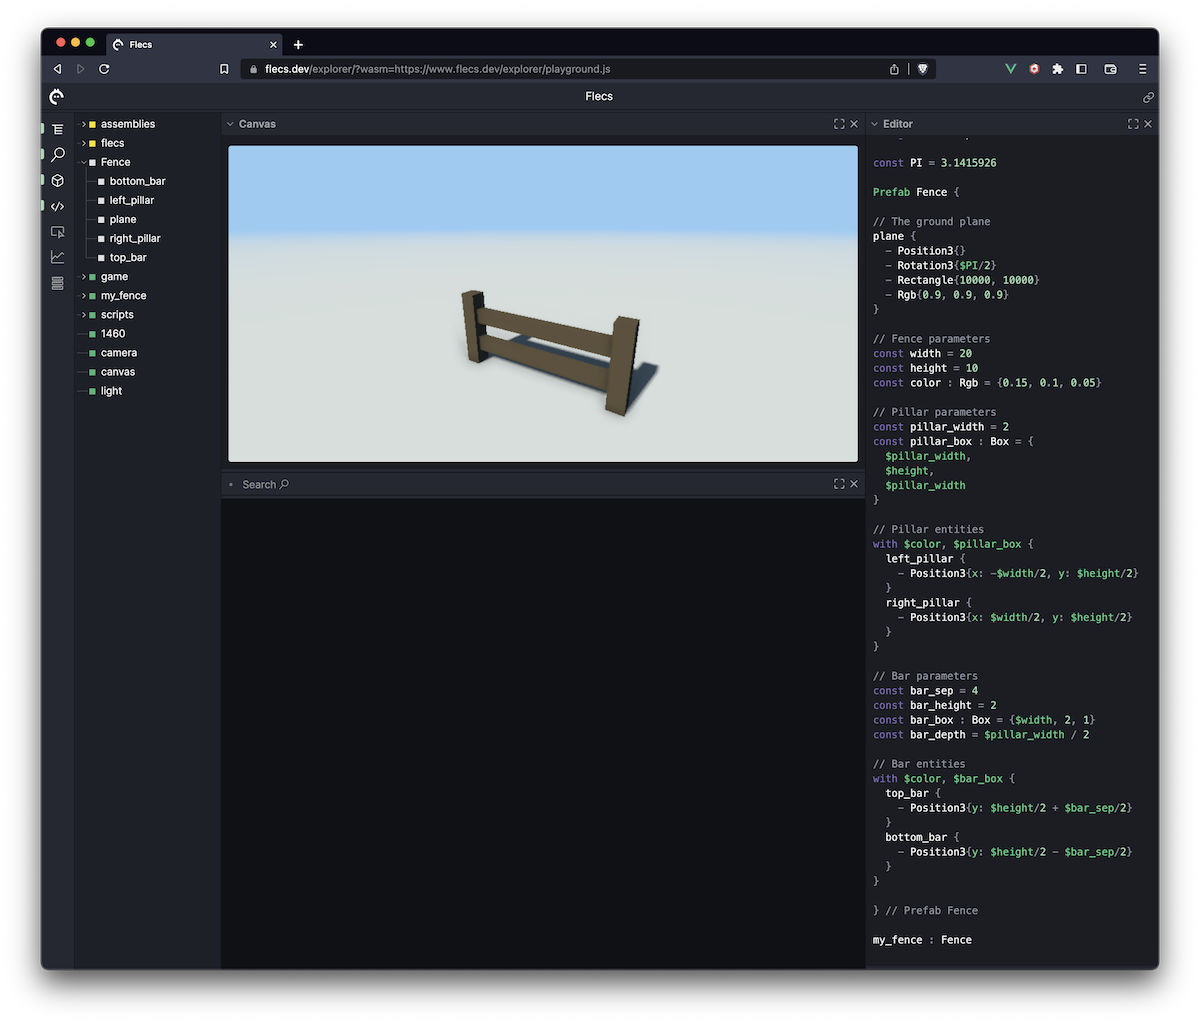 Flecs
flecs.dev/explorer/?wasm=https://www.flecs.dev/explorer/playground.js
Flecs
assemblies
flecs
Fence
bottom_bar
left_pillar
plane
right_pillar
top_bar
game
my_fence
scripts
1460
camera
canvas
light
Canvas
Search
Editor
const PI = 3.1415926
Prefab Fence {
// The ground plane
plane {
- Position3{}
- Rotation3{$PI/2}
- Rectangle{10000, 10000}
- Rgb{0.9, 0.9, 0.9}
}
// Fence parameters
const width = 20
const height = 10
const color : Rgb = {0.15, 0.1, 0.05}
// Pillar parameters
const pillar_width = 2
const pillar_box : Box = {
$pillar_width,
$height,
$pillar_width
}
// Pillar entities
with $color, $pillar_box {
left_pillar {
- Position3{x: -$width/2, y: $height/2}
}
right_pillar {
- Position3{x: $width/2, y: $height/2}
}
}
// Bar parameters
const bar_sep = 4
const bar_height = 2
const bar_box : Box = {$width, 2, 1}
const bar_depth = $pillar_width / 2
// Bar entities
with $color, $bar_box {
top_bar {
- Position3{y: $height/2 + $bar_sep/2}
}
bottom_bar {
- Position3{y: $height/2 - $bar_sep/2}
}
}
} // Prefab Fence
my_fence : Fence